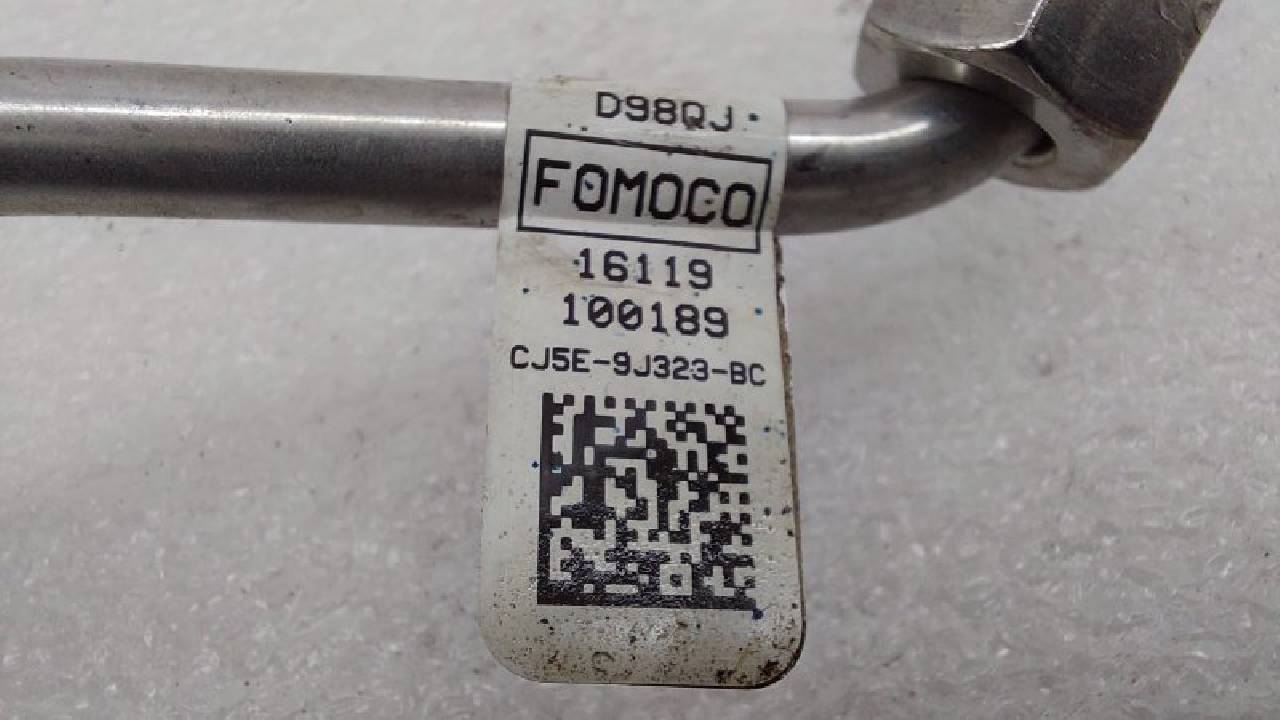 D98QJ
FOMOCO
16119
100189
CJ5E-9J323-BC